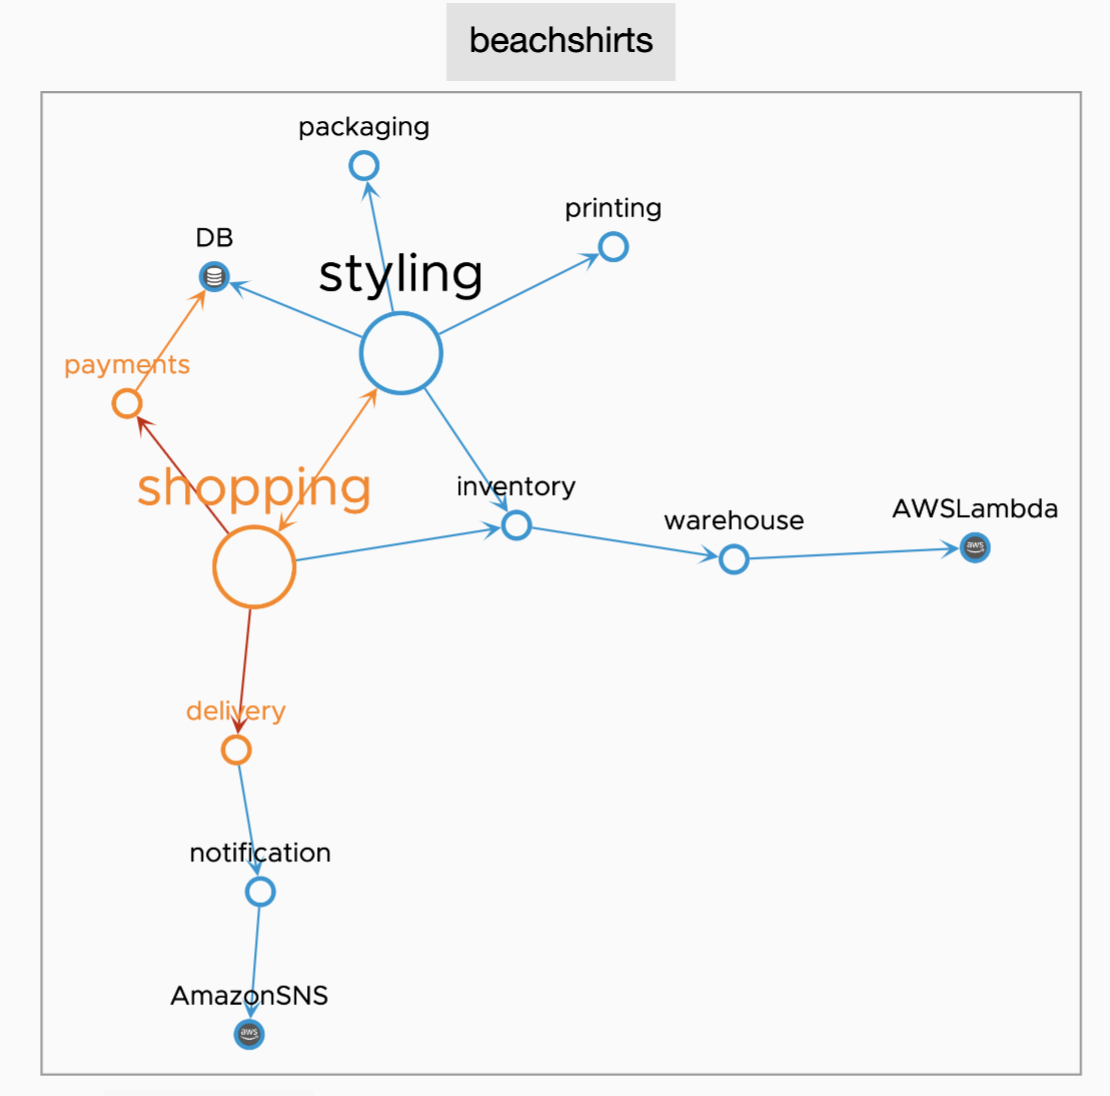 beachshirts
packaging
printing
DB
styling
payments
shopping
inventory
AWSLambda
warehouse
aws
delivery
notification
AmazonSNS
aws